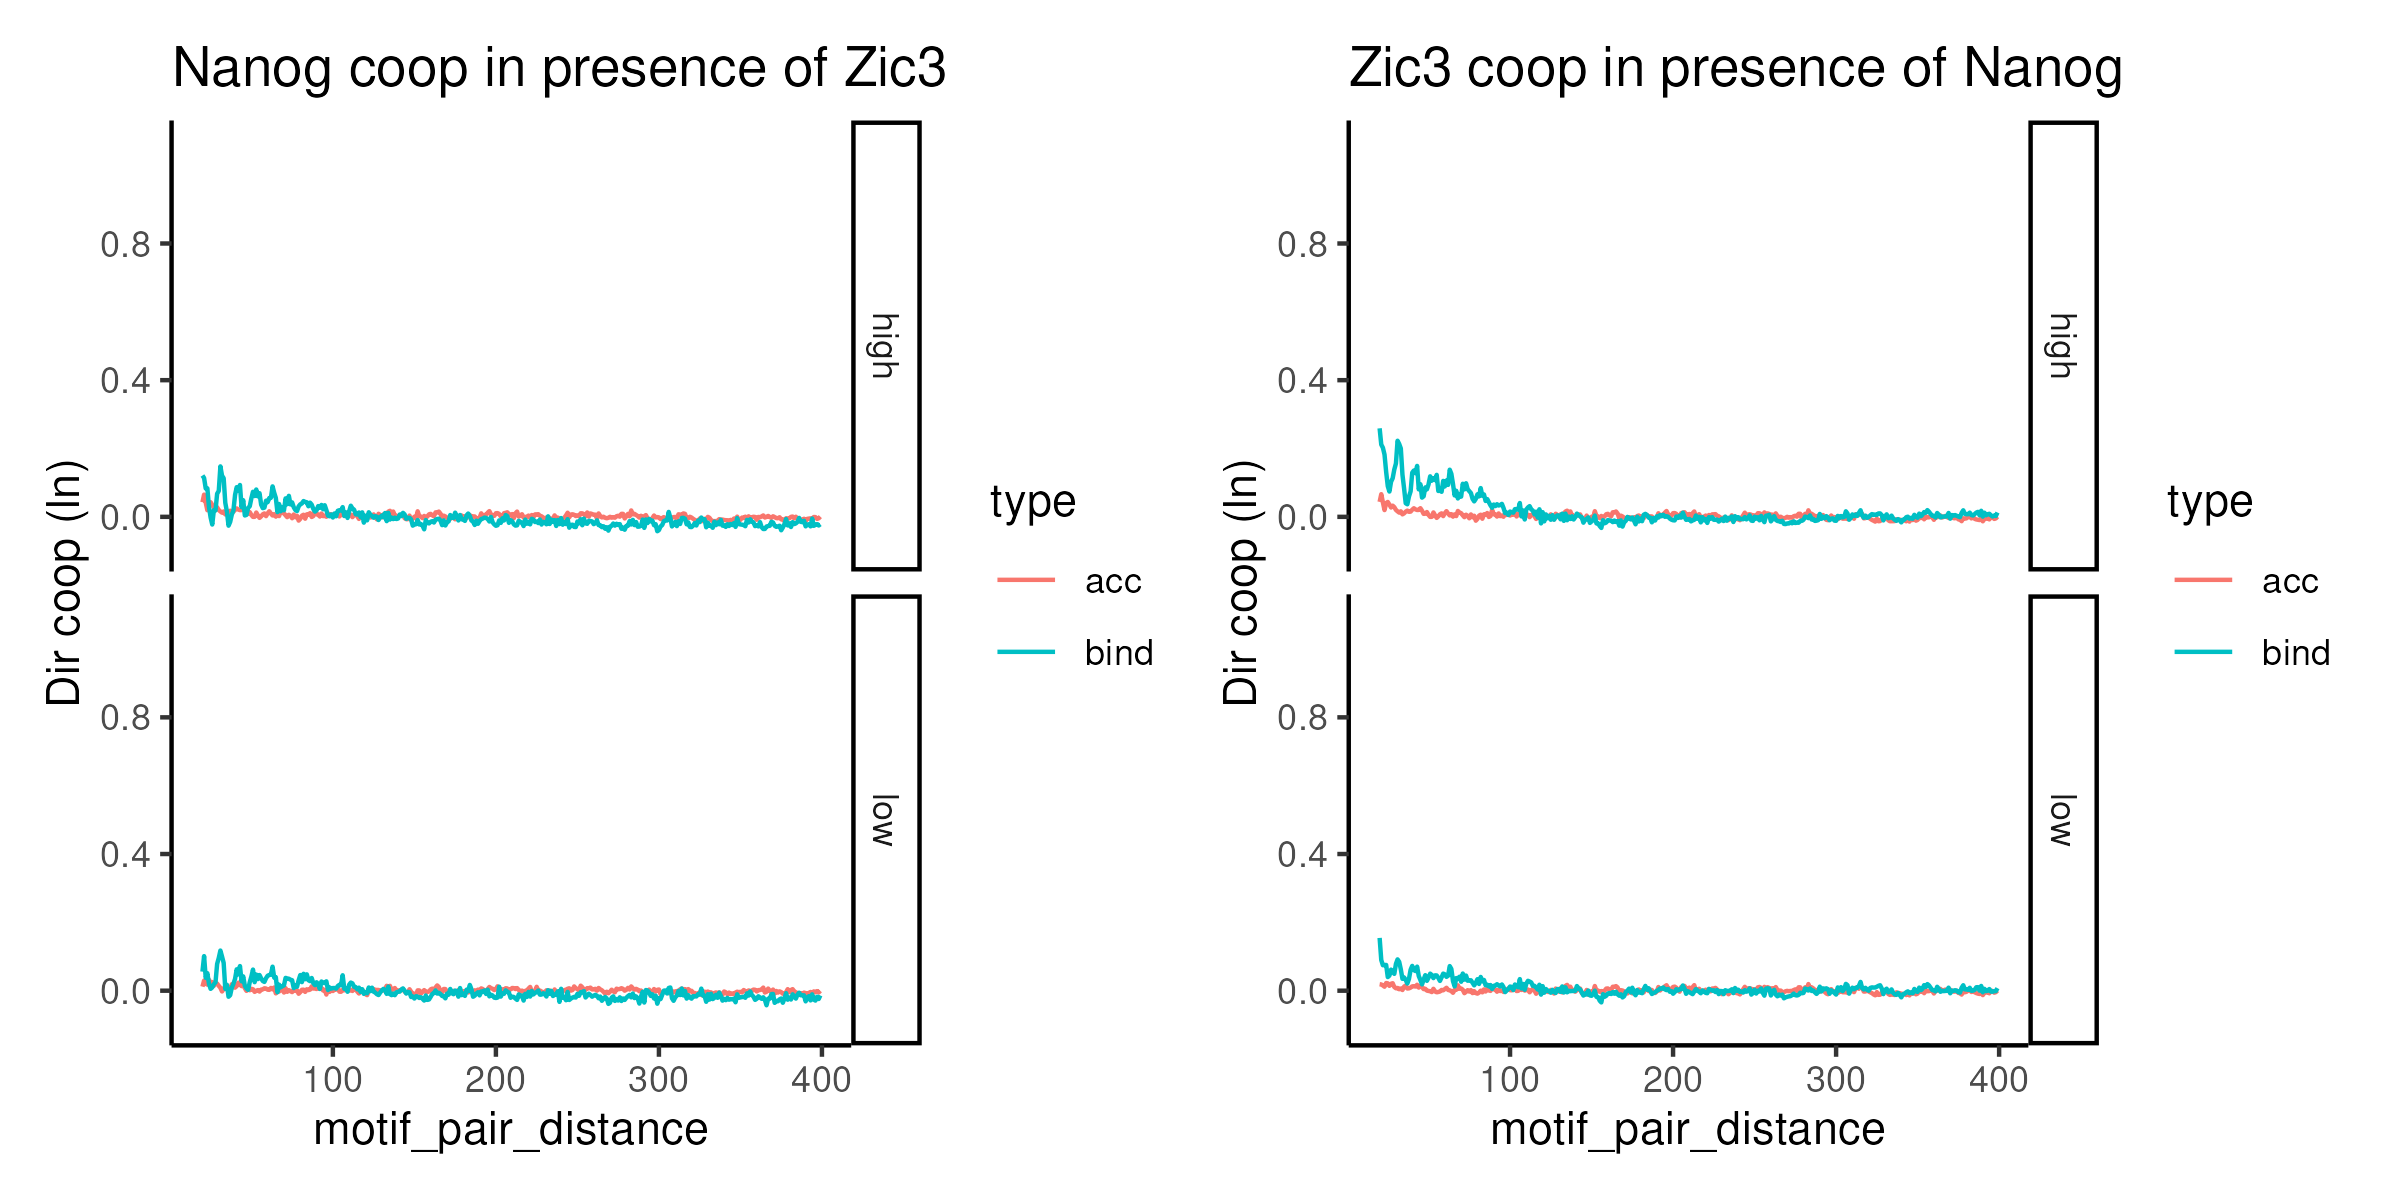 Nanog coop in presence of Zic3
Dir coop (ln)
0.8
0.4
0.0
high
0.8
0.4
0.0
low
100 200 300 400
motif_pair_distance
type
acc
bind
Zic3 coop in presence of Nanog
Dir coop (ln)
0.8
0.4
0.0
high
0.8
0.4
0.0
low
100 200 300 400
motif_pair_distance
type
acc
bind